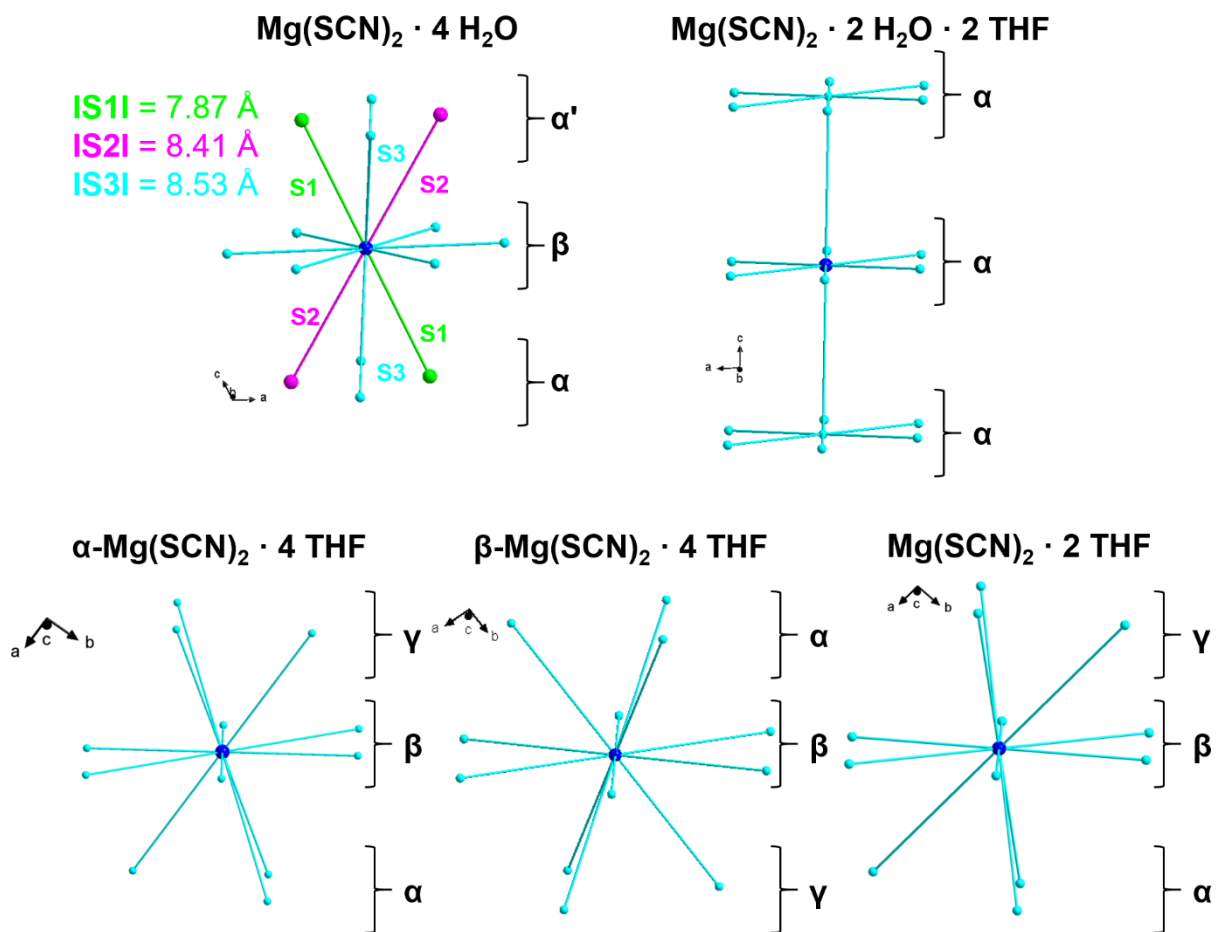 Mg(SCN)₂ · 4 H₂O
Mg(SCN)₂ · 2 H₂O · 2 THF
IS1I = 7.87 Å
IS2I = 8.41 Å
IS3I = 8.53 Å
α'
S3
S1
S2
β
S2
S1
S3
α
c
b
a
α
α
α
c
a
b
α-Mg(SCN)₂ · 4 THF
β-Mg(SCN)₂ · 4 THF
Mg(SCN)₂ · 2 THF
a
c
b
γ
β
α
a
c
b
α
β
γ
a
c
b
γ
β
α